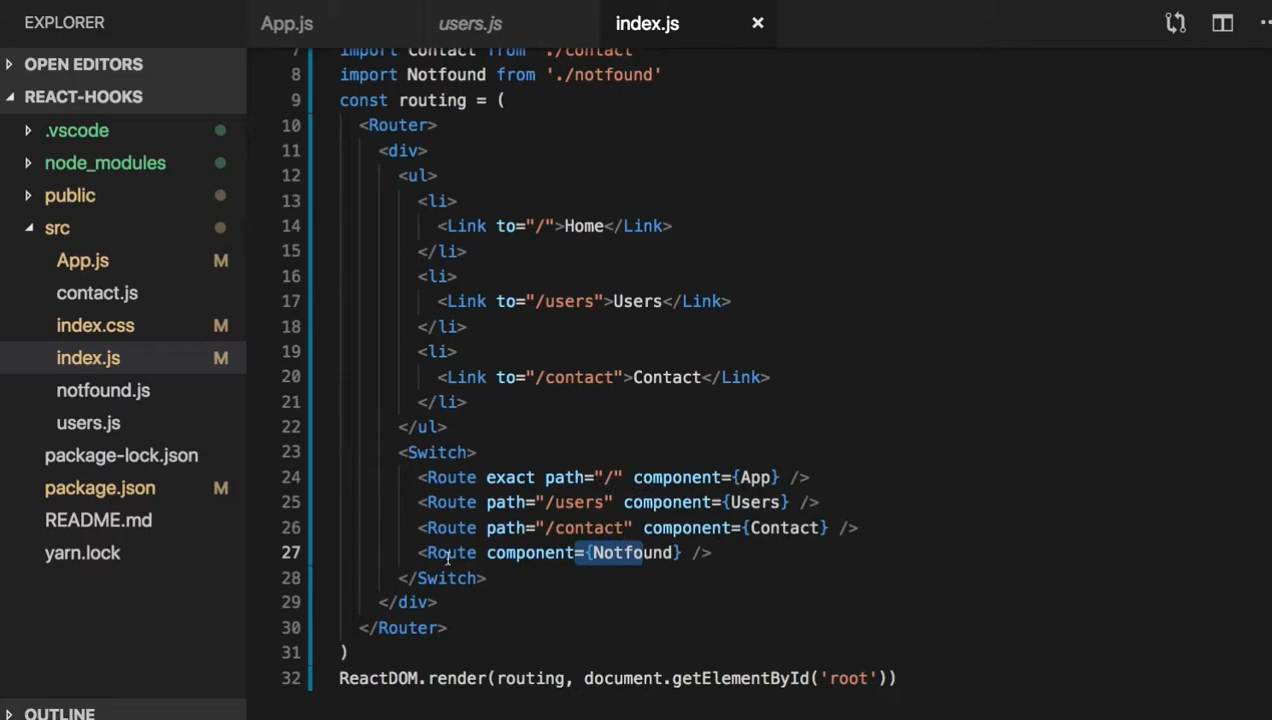 EXPLORER
App.js
users.js
index.js
OPEN EDITORS
REACT-HOOKS
.vscode
node_modules
public
src
App.js M
contact.js
index.css M
index.js M
notfound.js
users.js
package-lock.json
package.json M
README.md
yarn.lock
OUTLINE
7 import Contact from './contact'
8 import Notfound from './notfound'
9 const routing = (
10 <Router>
11 <div>
12 <ul>
13 <li>
14 <Link to="/">Home</Link>
15 </li>
16 <li>
17 <Link to="/users">Users</Link>
18 </li>
19 <li>
20 <Link to="/contact">Contact</Link>
21 </li>
22 </ul>
23 <Switch>
24 <Route exact path="/" component={App} />
25 <Route path="/users" component={Users} />
26 <Route path="/contact" component={Contact} />
27 <Route component={Notfound} />
28 </Switch>
29 </div>
30 </Router>
31 )
32 ReactDOM.render(routing, document.getElementById('root'))